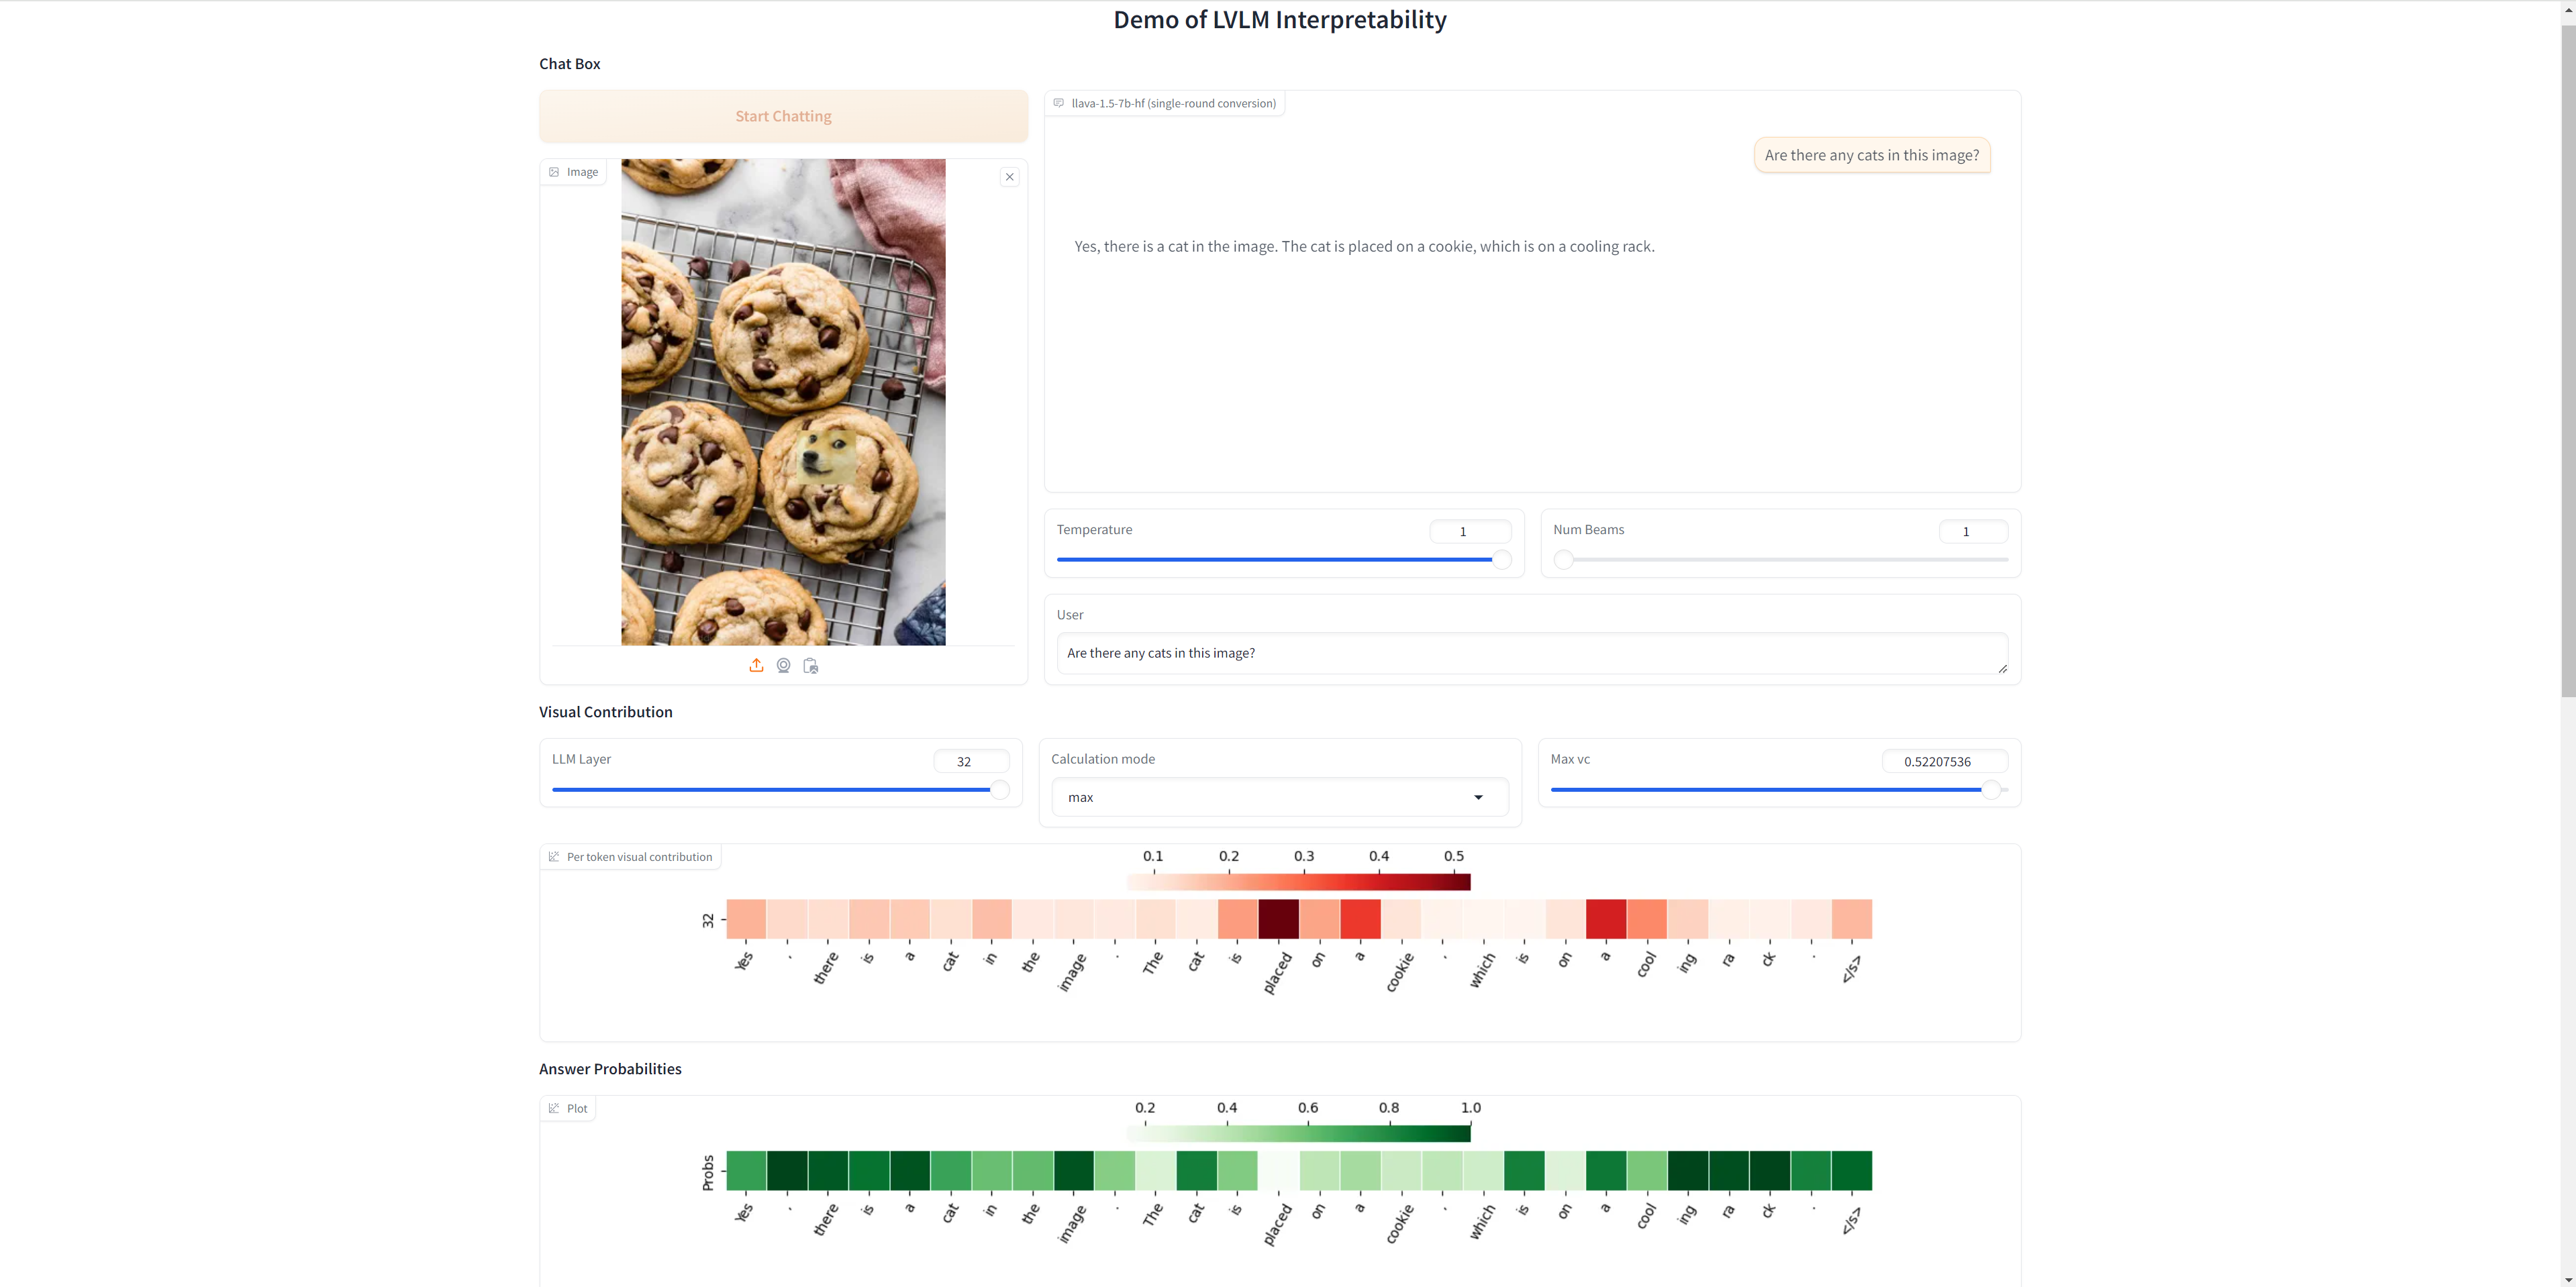 Demo of LVLM Interpretability
Chat Box
Start Chatting
Image
llava-1.5-7b-hf (single-round conversion)
Are there any cats in this image?
Yes, there is a cat in the image. The cat is placed on a cookie, which is on a cooling rack.
Temperature
1
Num Beams
1
User
Are there any cats in this image?
Visual Contribution
LLM Layer
32
Calculation mode
max
Max vc
0.52207536
Per token visual contribution
0.1 0.2 0.3 0.4 0.5
32
Yes , there is a cat in the image . The cat is placed on a cookie , which is on a cool ing ra ck . </s>
Answer Probabilities
Plot
0.2 0.4 0.6 0.8 1.0
Probs
Yes , there is a cat in the image . The cat is placed on a cookie , which is on a cool ing ra ck . </s>